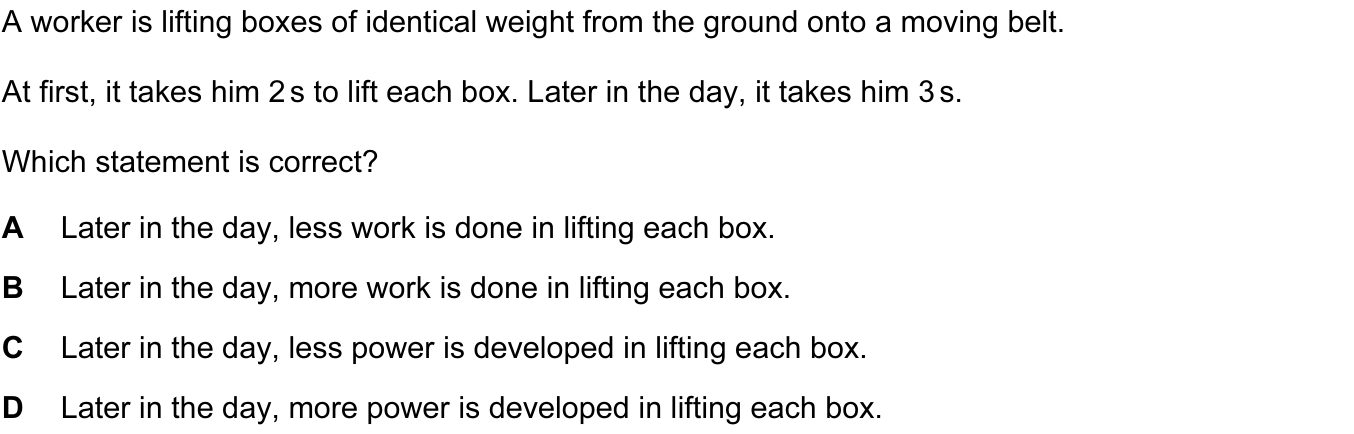 A worker is lifting boxes of identical weight from the ground onto a moving belt.
At first, it takes him 2 s to lift each box. Later in the day, it takes him 3 s.
Which statement is correct?
A Later in the day, less work is done in lifting each box.
B Later in the day, more work is done in lifting each box.
C Later in the day, less power is developed in lifting each box.
D Later in the day, more power is developed in lifting each box.